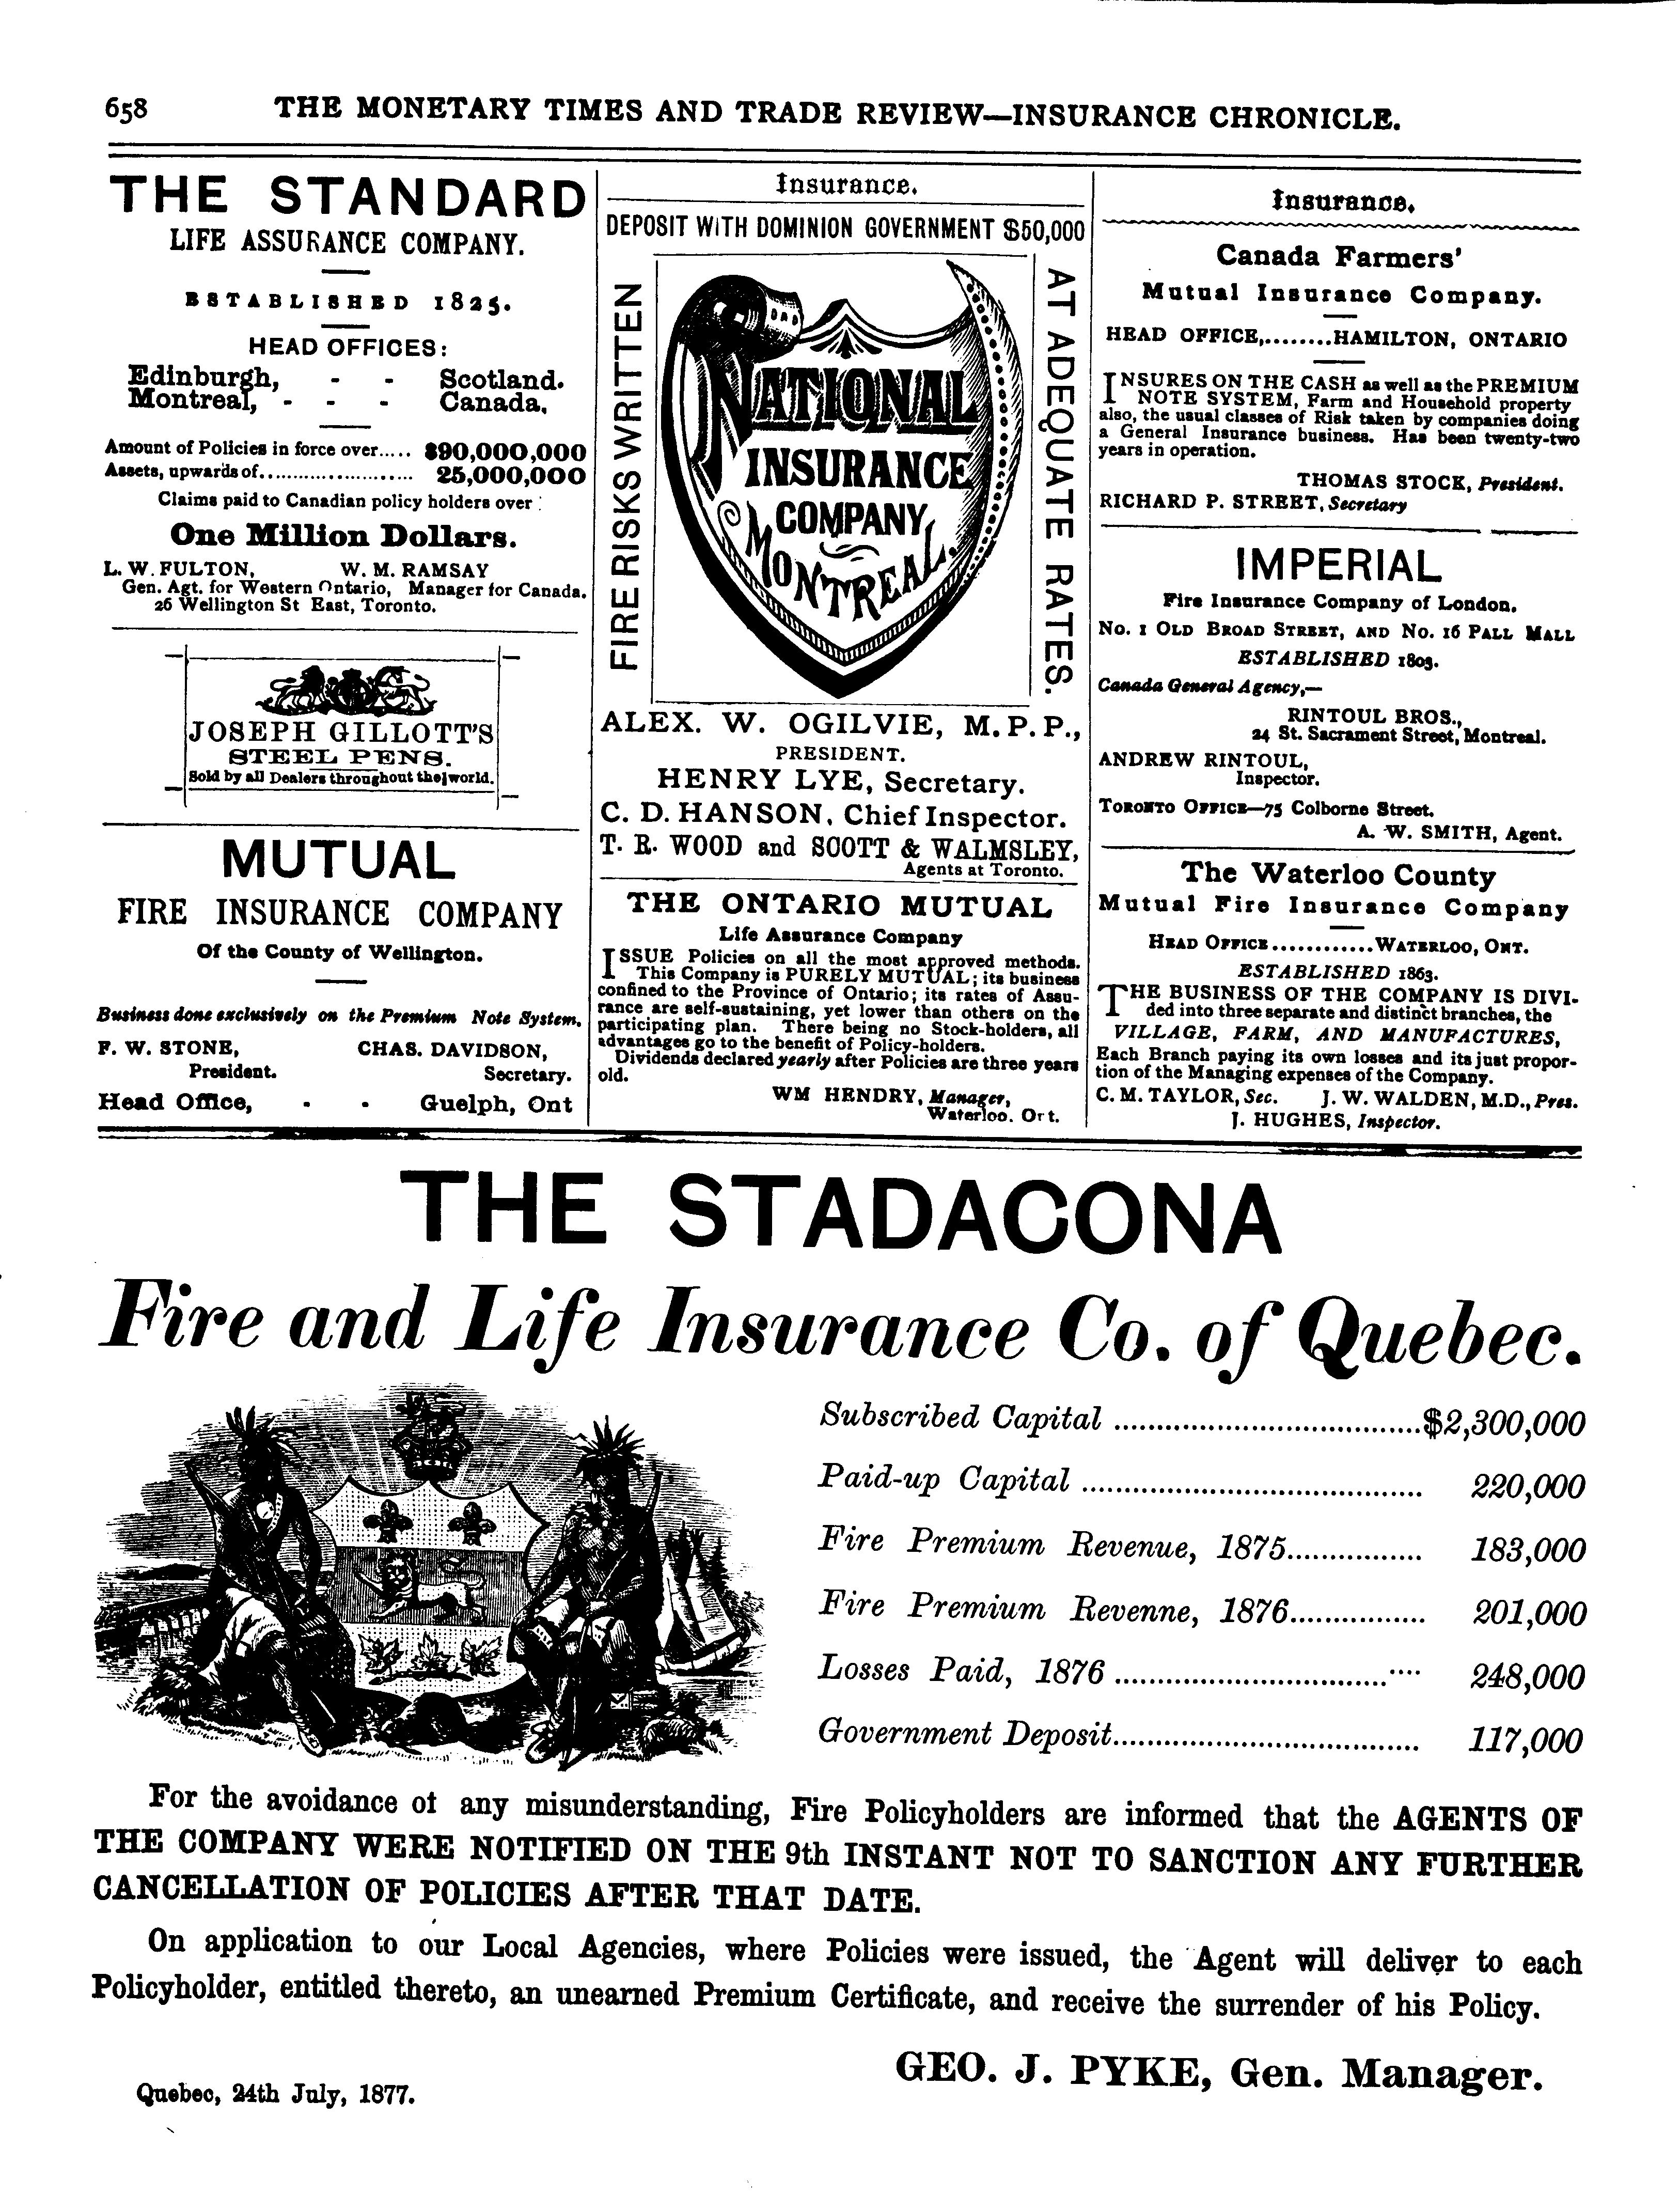 658 THE MONETARY TIMES AND TRADE REVIEW—INSURANCE CHRONICLE.
THE STANDARD
LIFE ASSURANCE COMPANY.
ESTABLISHED 1825.
HEAD OFFICES:
Edinburgh, - - Scotland.
Montreal, - - - Canada.
Amount of Policies in force over..... $90,000,000
Assets, upwards of....................... 25,000,000
Claims paid to Canadian policy holders over
One Million Dollars.
L. W. FULTON, W. M. RAMSAY
Gen. Agt. for Western Ontario, Manager for Canada.
26 Wellington St East, Toronto.
JOSEPH GILLOTT'S
STEEL PENS.
Sold by all Dealers throughout the world.
MUTUAL
FIRE INSURANCE COMPANY
Of the County of Wellington.
Business done exclusively on the Premium Note System.
F. W. STONE, CHAS. DAVIDSON,
President. Secretary.
Head Office, - - Guelph, Ont
Insurance.
DEPOSIT WITH DOMINION GOVERNMENT $50,000
FIRE RISKS WRITTEN
NATIONAL
INSURANCE
COMPANY,
MONTREAL.
AT ADEQUATE RATES.
ALEX. W. OGILVIE, M.P.P.,
PRESIDENT.
HENRY LYE, Secretary.
C. D. HANSON, Chief Inspector.
T. R. WOOD and SCOTT & WALMSLEY,
Agents at Toronto.
THE ONTARIO MUTUAL
Life Assurance Company
ISSUE Policies on all the most approved methods.
This Company is PURELY MUTUAL; its business
confined to the Province of Ontario; its rates of Assu-
rance are self-sustaining, yet lower than others on the
participating plan. There being no Stock-holders, all
advantages go to the benefit of Policy-holders.
Dividends declared yearly after Policies are three years
old.
WM HENDRY, Manager,
Waterloo. Ort.
Insurance.
Canada Farmers'
Mutual Insurance Company.
HEAD OFFICE,........HAMILTON, ONTARIO
INSURES ON THE CASH as well as the PREMIUM
NOTE SYSTEM, Farm and Household property
also, the usual classes of Risk taken by companies doing
a General Insurance business. Has been twenty-two
years in operation.
THOMAS STOCK, President.
RICHARD P. STREET, Secretary
IMPERIAL
Fire Insurance Company of London.
No. 1 OLD BROAD STREET, AND No. 16 PALL MALL
ESTABLISHED 1803.
Canada General Agency,—
RINTOUL BROS.,
24 St. Sacrament Street, Montreal.
ANDREW RINTOUL,
Inspector.
TORONTO OFFICE—75 Colborne Street.
A. W. SMITH, Agent.
The Waterloo County
Mutual Fire Insurance Company
HEAD OFFICE............WATERLOO, ONT.
ESTABLISHED 1863.
THE BUSINESS OF THE COMPANY IS DIVI-
ded into three separate and distinct branches, the
VILLAGE, FARM, AND MANUFACTURES,
Each Branch paying its own losses and its just propor-
tion of the Managing expenses of the Company.
C. M. TAYLOR, Sec. J. W. WALDEN, M.D., Pres.
J. HUGHES, Inspector.
THE STADACONA
Fire and Life Insurance Co. of Quebec.
Subscribed Capital ....................................$2,300,000
Paid-up Capital ........................................ 220,000
Fire Premium Revenue, 1875................ 183,000
Fire Premium Revenne, 1876................ 201,000
Losses Paid, 1876 .................................... 248,000
Government Deposit.................................... 117,000
For the avoidance of any misunderstanding, Fire Policyholders are informed that the AGENTS OF
THE COMPANY WERE NOTIFIED ON THE 9th INSTANT NOT TO SANCTION ANY FURTHER
CANCELLATION OF POLICIES AFTER THAT DATE.
On application to our Local Agencies, where Policies were issued, the Agent will deliver to each
Policyholder, entitled thereto, an unearned Premium Certificate, and receive the surrender of his Policy.
GEO. J. PYKE, Gen. Manager.
Quebec, 24th July, 1877.